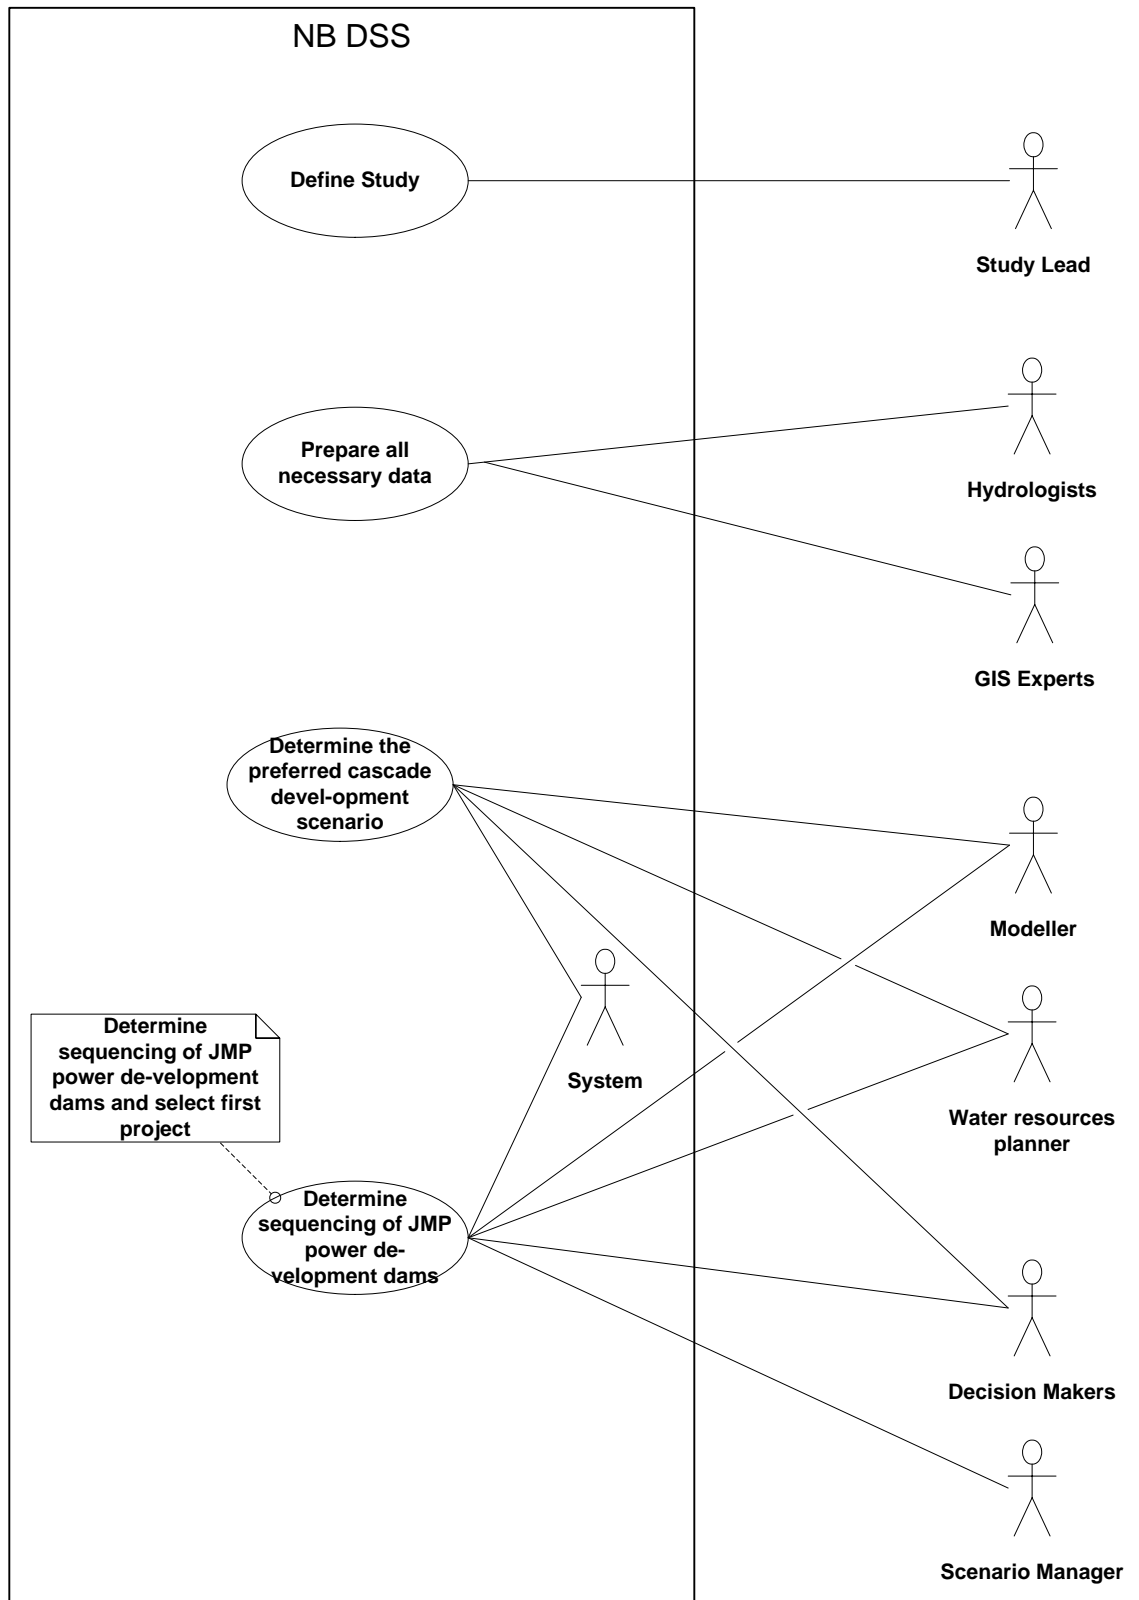 NB DSS
Define Study
Study Lead
Prepare all
necessary data
Hydrologists
GIS Experts
Determine the
preferred cascade
devel-opment
scenario
Modeller
System
Determine
sequencing of JMP
power de-velopment
dams and select first
project
Water resources
planner
Determine
sequencing of JMP
power de-
velopment dams
Decision Makers
Scenario Manager